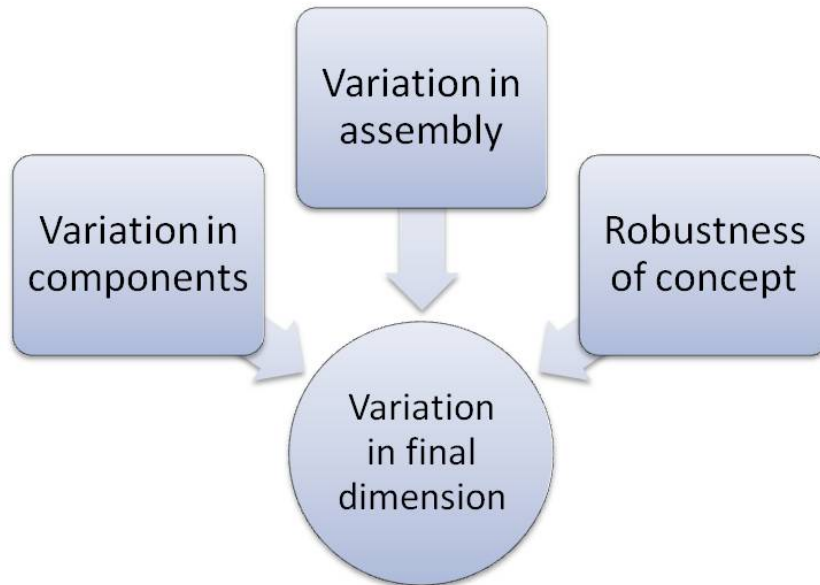 Variation in
assembly
Variation in
components
Robustness
of concept
Variation
in final
dimension